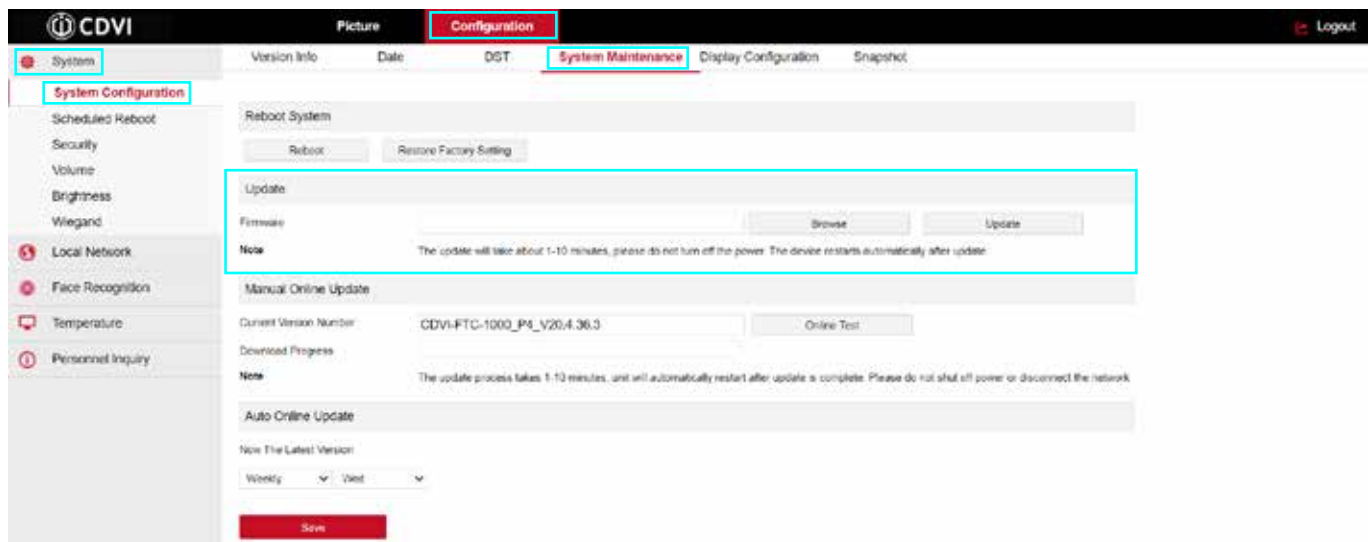 CDVI Picture Configuration Logout
System Version Info Date DST System Maintenance Display Configuration Snapshot
System Configuration
Scheduled Reboot Reboot System
Security Reboot Restore Factory Setting
Volume
Brightness Update
Wiegand Firmware Browse Update
Local Network Note The update will take about 1-10 minutes, please do not turn off the power. The device restarts automatically after update
Face Recognition Manual Online Update
Temperature Current Version Number CDVI-FTC-1000_P4_V20.4.36.3 Online Test
Download Progress
Personnel Inquiry
Note The update process takes 1-10 minutes, unit will automatically restart after update is complete. Please do not shut off power or disconnect the network
Auto Online Update
Now The Latest Version
Weekly Wed
Save